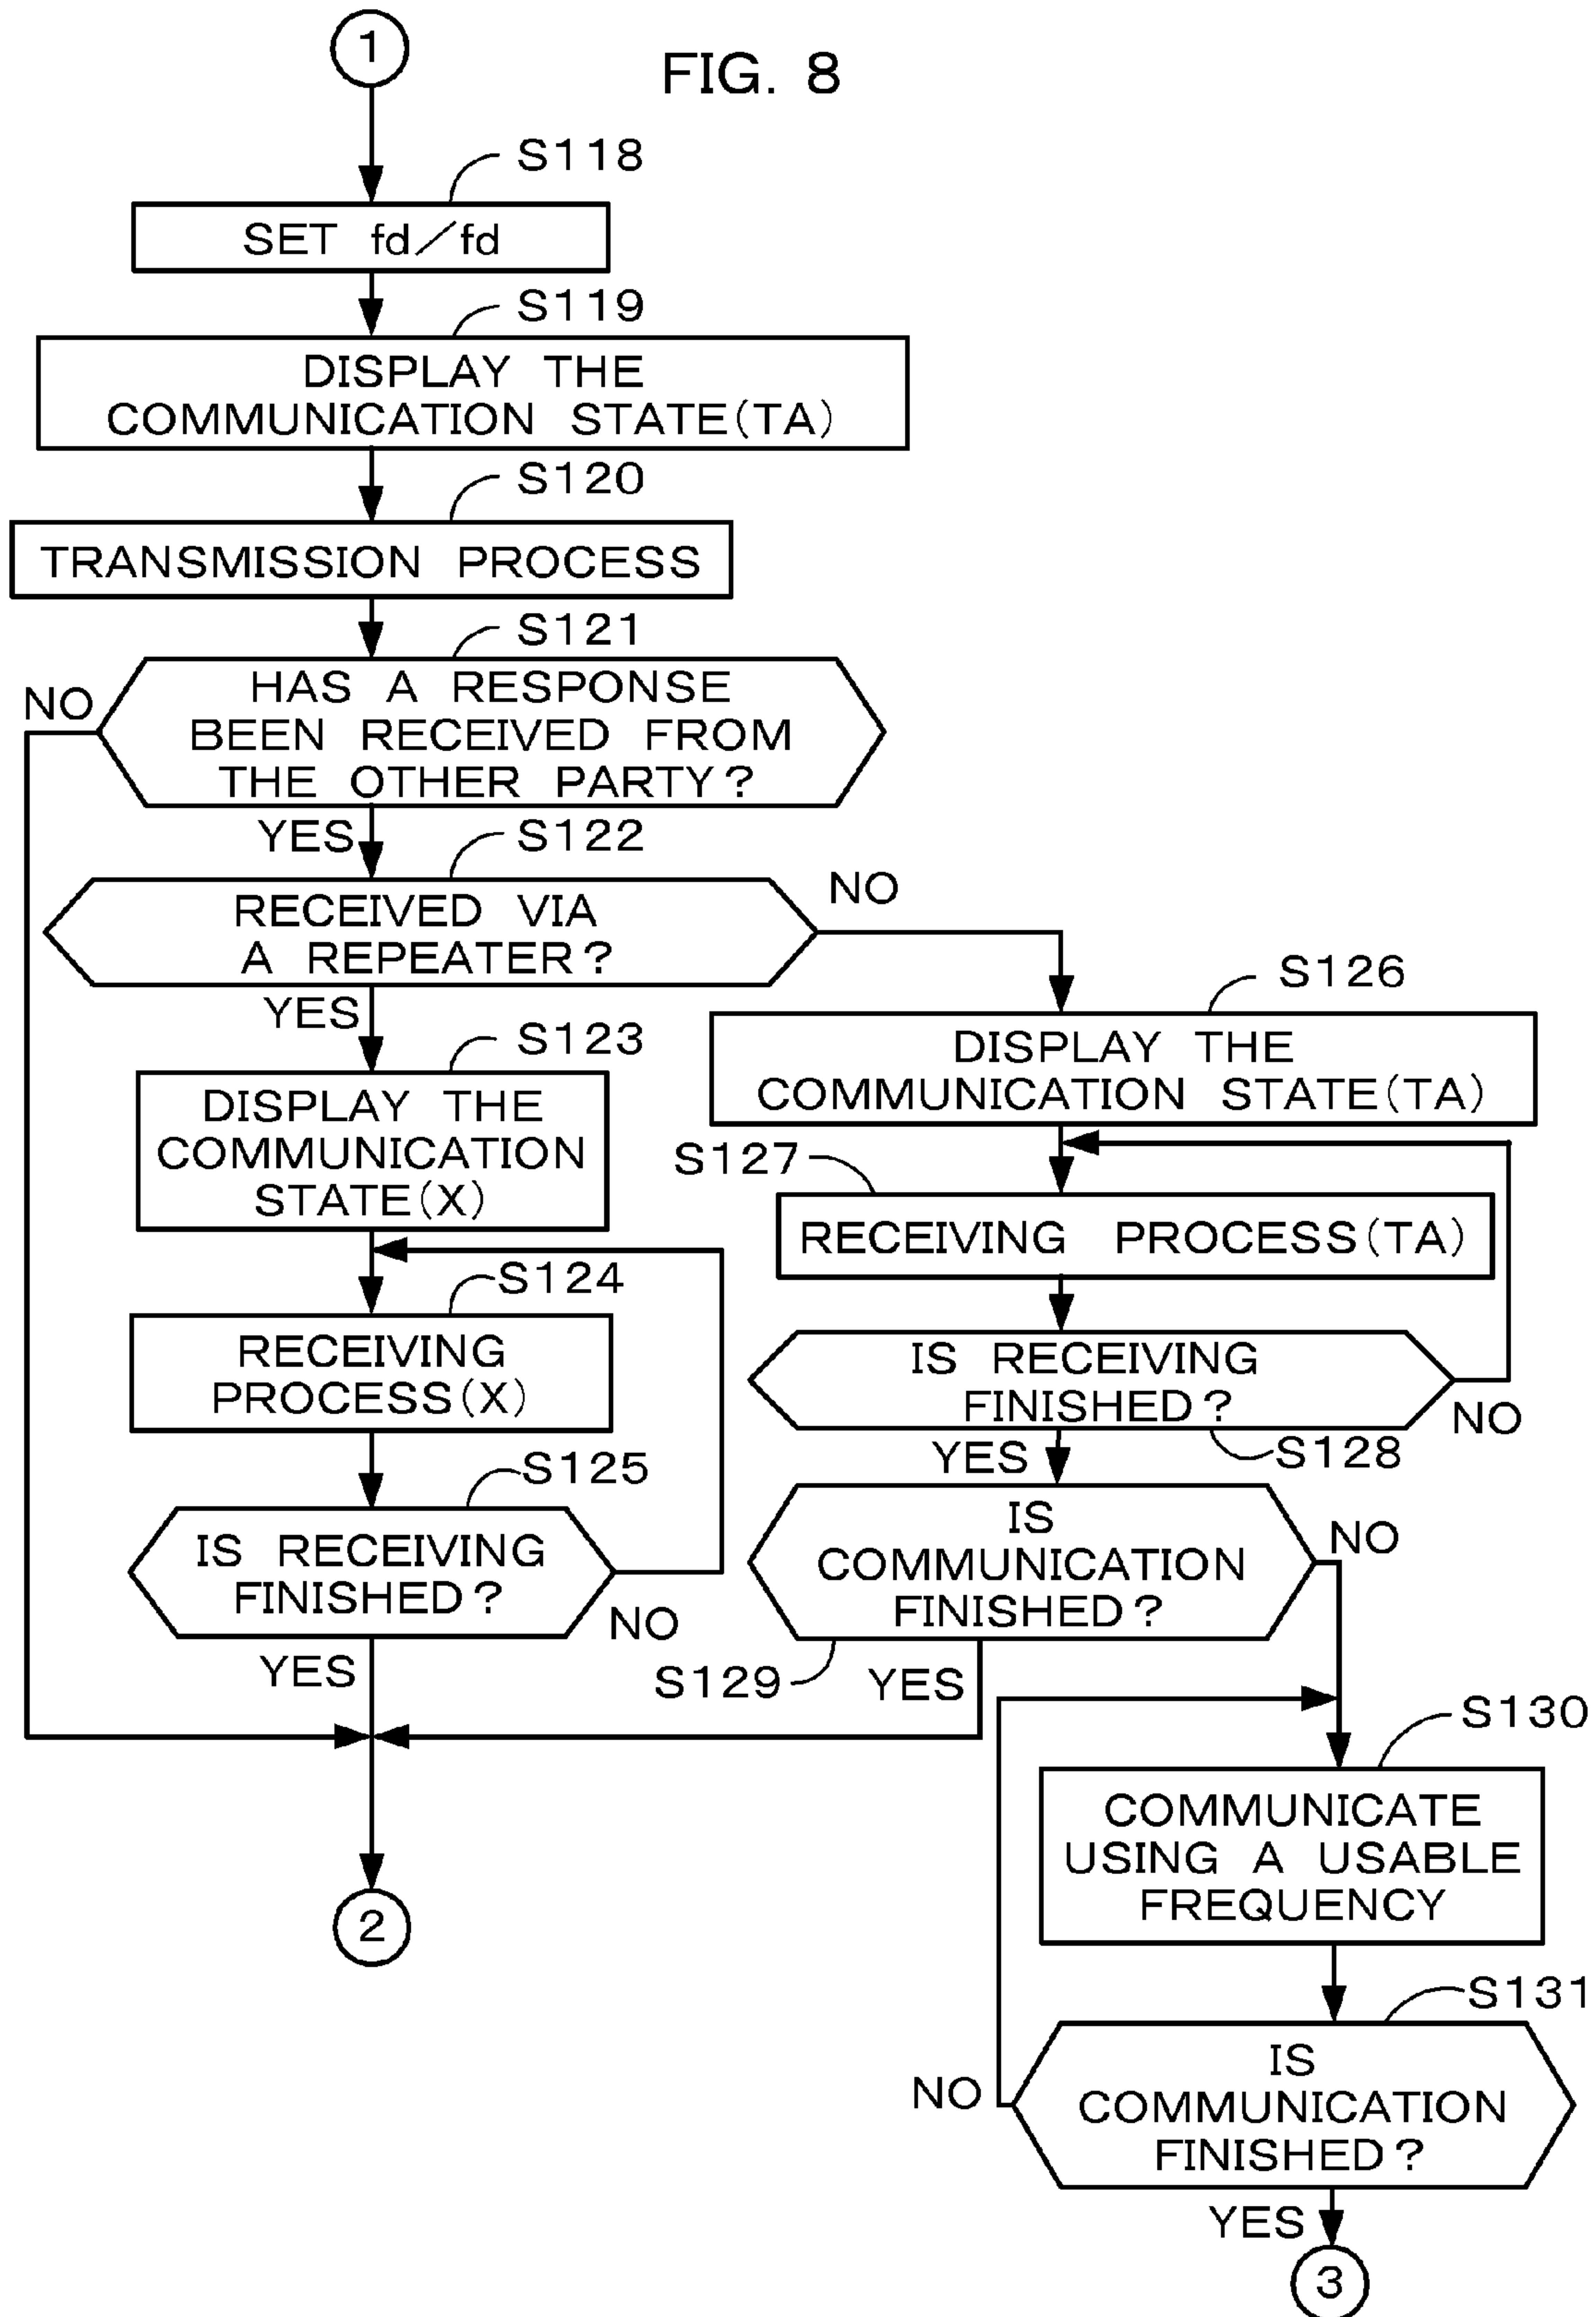 1
FIG. 8
S118
SET fd/fd
S119
DISPLAY THE
COMMUNICATION STATE(TA)
S120
TRANSMISSION PROCESS
S121
NO
HAS A RESPONSE
BEEN RECEIVED FROM
THE OTHER PARTY?
YES
S122
RECEIVED VIA
A REPEATER?
NO
YES
S123
DISPLAY THE
COMMUNICATION
STATE(X)
S124
RECEIVING
PROCESS(X)
S125
IS RECEIVING
FINISHED?
NO
YES
2
S126
DISPLAY THE
COMMUNICATION STATE(TA)
S127
RECEIVING PROCESS(TA)
IS RECEIVING
FINISHED?
NO
YES
S128
IS
COMMUNICATION
FINISHED?
NO
S129
YES
S130
COMMUNICATE
USING A USABLE
FREQUENCY
S131
NO
IS
COMMUNICATION
FINISHED?
YES
3